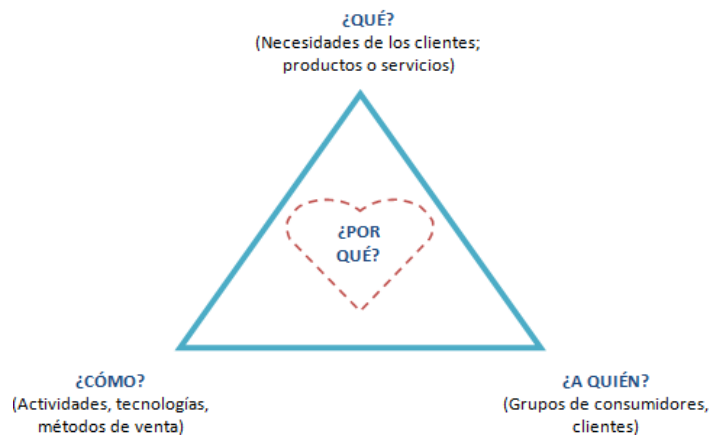 ¿QUÉ?
(Necesidades de los clientes;
productos o servicios)
¿POR
QUÉ?
¿CÓMO?
(Actividades, tecnologías,
métodos de venta)
¿A QUIÉN?
(Grupos de consumidores,
clientes)